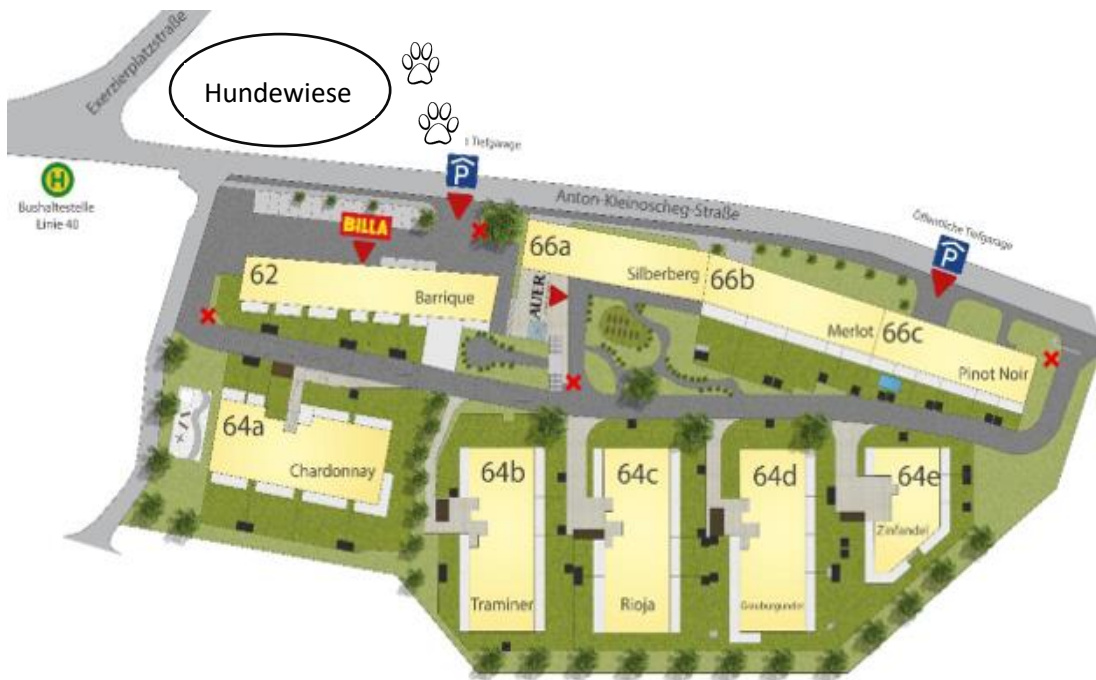 Exerzierplatzstraße
Hundewiese
Tiefgarage
P
H
Bushaltestelle
Linie 40
Anton-Kleinoscheg-Straße
BILLA
Öffentliche Tiefgarage
P
62
Barrique
66a
Silberberg
AUER
66b
Merlot
66c
Pinot Noir
64a
Chardonnay
64b
Traminer
64c
Rioja
64d
Grauburgunder
64e
Zinfandel